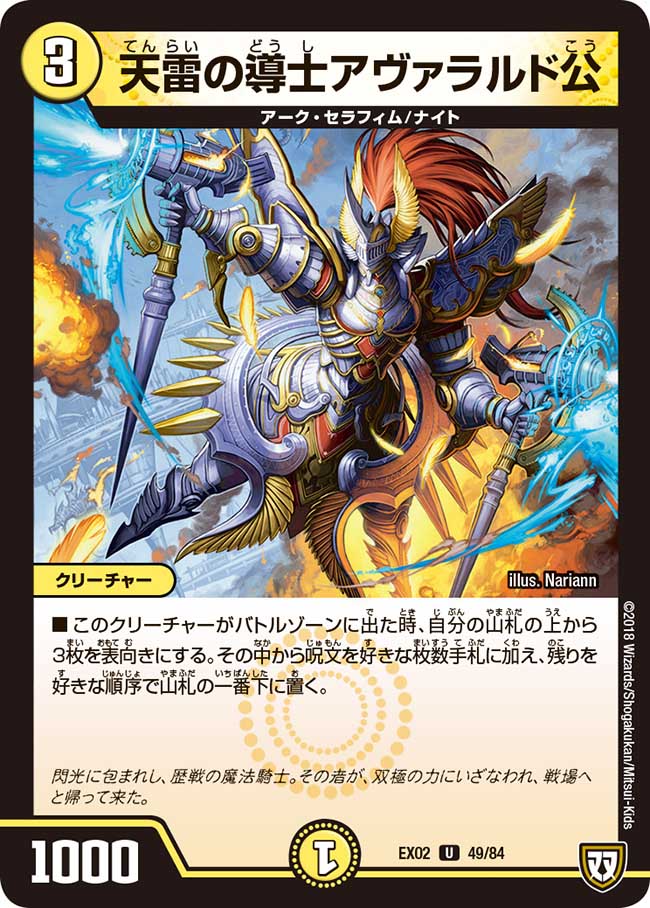 3
天雷の導士アヴァラルド公
アーク・セラフィム/ナイト
illus. Nariann
クリーチャー
■このクリーチャーがバトルゾーンに出た時、自分の山札の上から
3枚を表向きにする。その中から呪文を好きな枚数手札に加え、残りを
好きな順序で山札の一番下に置く。
閃光に包まれし、歴戦の魔法騎士。その者が、双極の力にいざなわれ、戦場へ
と帰って来た。
©2018 Wizards/Shogakukan/Mitsui-Kids
1000
1
EX02 U 49/84